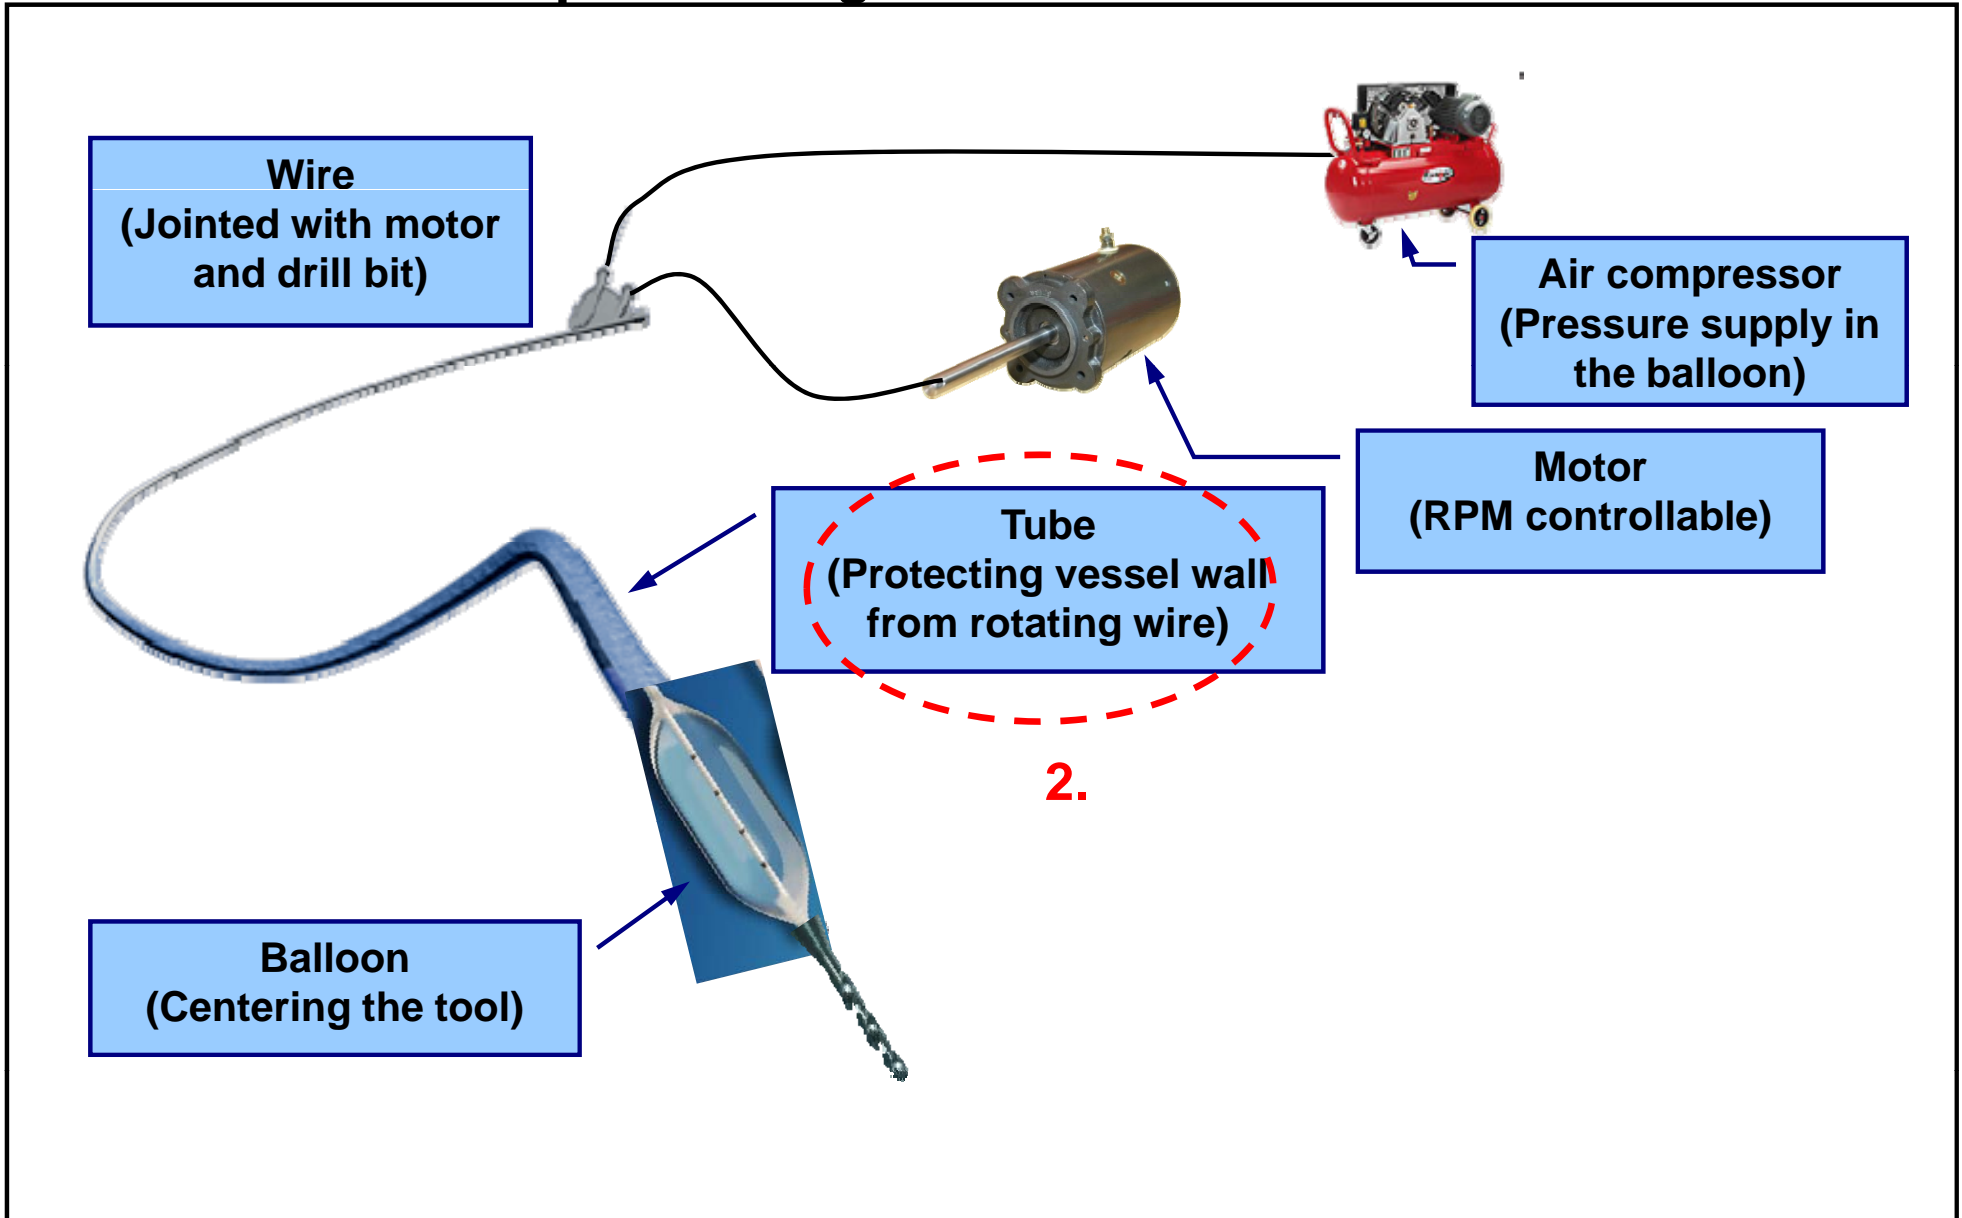 Wire
(Jointed with motor
and drill bit)
Air compressor
(Pressure supply in
the balloon)
Motor
(RPM controllable)
Tube
(Protecting vessel wall
from rotating wire)
2.
Balloon
(Centering the tool)